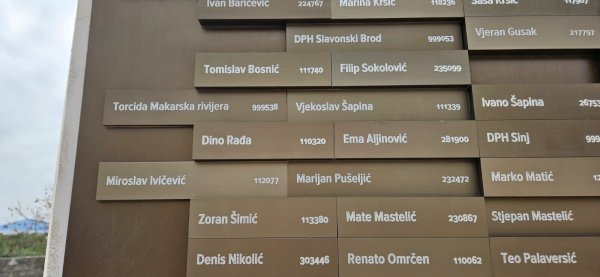 Ivan Baričević 224767 Marina Kršić 118236 Saša Kršić
DPH Slavonski Brod 999053 Vjeran Gusak 217797
Tomislav Bosnić 111740 Filip Sokolović 235099
Torcida Makarska rivijera 999538 Vjekoslav Šapina 111339 Ivano Šapina
Dino Rađa 110320 Ema Aljinović 281900 DPH Sinj
Miroslav Ivičević 112077 Marijan Pušeljić 232472 Marko Matić
Zoran Šimić 113380 Mate Mastelić 230867 Stjepan Mastelić
Denis Nikolić 303446 Renato Omrčen 110062 Teo Palaversić